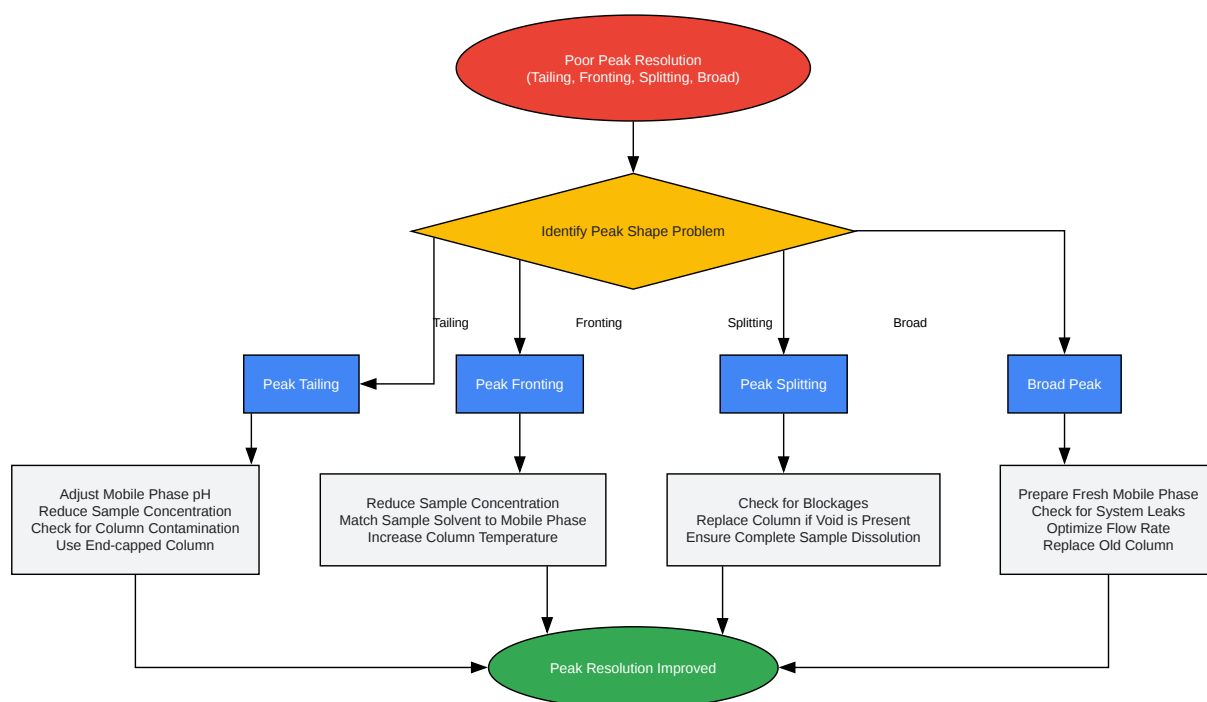 Poor Peak Resolution
(Tailing, Fronting, Splitting, Broad)
Identify Peak Shape Problem
Tailing
Fronting
Splitting
Broad
Peak Tailing
Peak Fronting
Peak Splitting
Broad Peak
Adjust Mobile Phase pH
Reduce Sample Concentration
Check for Column Contamination
Use End-capped Column
Reduce Sample Concentration
Match Sample Solvent to Mobile Phase
Increase Column Temperature
Check for Blockages
Replace Column if Void is Present
Ensure Complete Sample Dissolution
Prepare Fresh Mobile Phase
Check for System Leaks
Optimize Flow Rate
Replace Old Column
Peak Resolution Improved